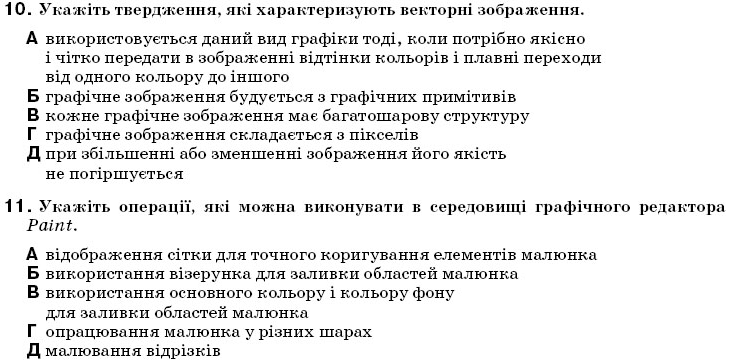 10. Укажіть твердження, які характеризують векторні зображення.
А використовується даний вид графіки тоді, коли потрібно якісно
і чітко передати в зображенні відтінки кольорів і плавні переходи
від одного кольору до іншого
Б графічне зображення будується з графічних примітивів
В кожне графічне зображення має багатошарову структуру
Г графічне зображення складається з пікселів
Д при збільшенні або зменшенні зображення його якість
не погіршується
11. Укажіть операції, які можна виконувати в середовищі графічного редактора
Paint.
А відображення сітки для точного коригування елементів малюнка
Б використання візерунка для заливки областей малюнка
В використання основного кольору і кольору фону
для заливки областей малюнка
Г опрацювання малюнка у різних шарах
Д малювання відрізків